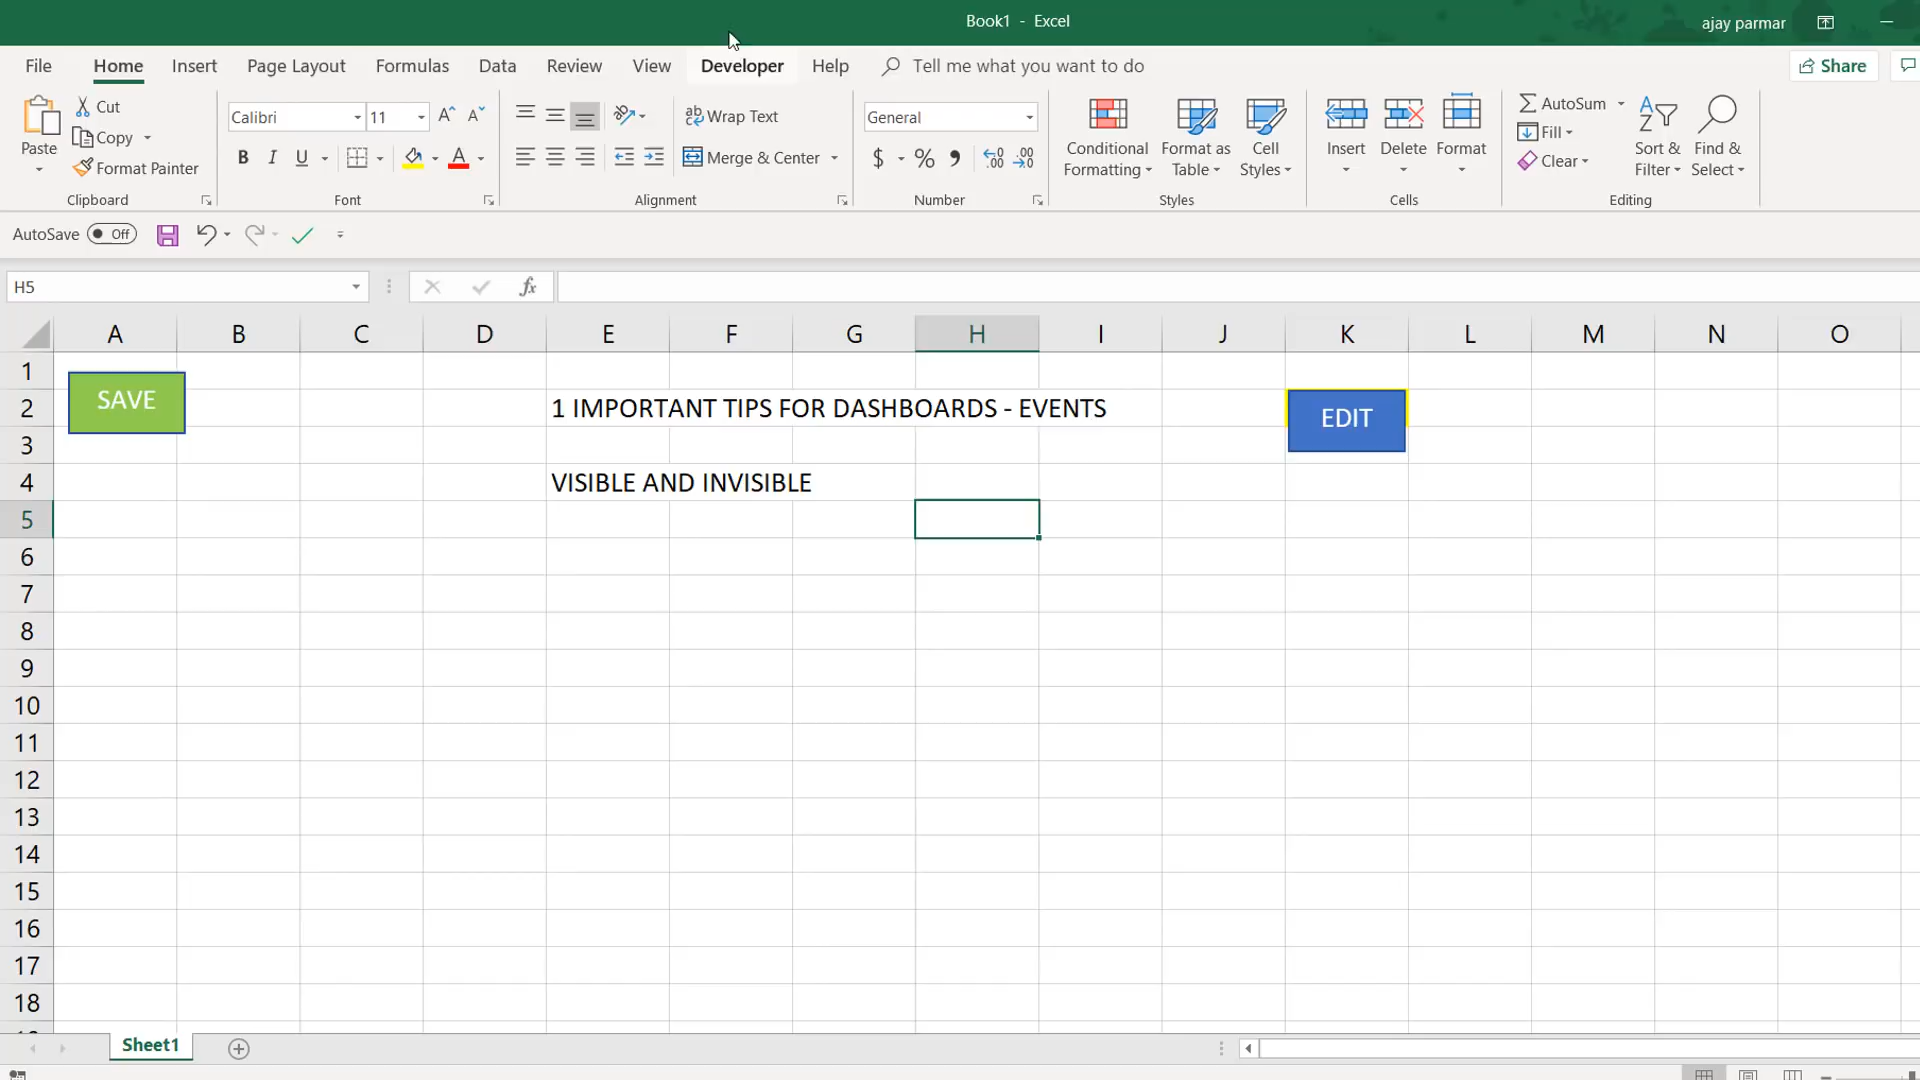 Book1 - Excel
ajay parmar
File Home Insert Page Layout Formulas Data Review View Developer Help Tell me what you want to do Share
Paste
Cut
Copy
Format Painter
Clipboard
Calibri 11
B I U A
Font
Wrap Text
Merge & Center
Alignment
General
$ % 
Number
Conditional Formatting
Format as Table
Cell Styles
Styles
Insert
Delete
Format
Cells
AutoSum
Fill
Clear
Sort & Filter
Find & Select
Editing
AutoSave Off
H5
fx
A B C D E F G H I J K L M N O
1
SAVE
2
1 IMPORTANT TIPS FOR DASHBOARDS - EVENTS
EDIT
3
4
VISIBLE AND INVISIBLE
5
6
7
8
9
10
11
12
13
14
15
16
17
18
Sheet1